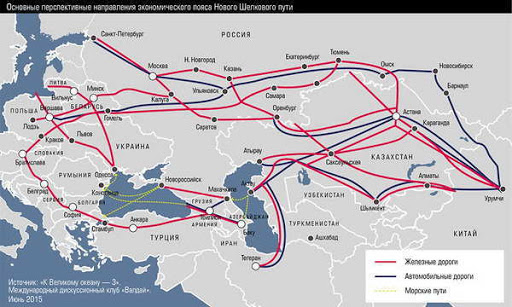 Основные перспективные направления экономического пояса Нового Шелкового пути
Санкт-Петербург
РОССИЯ
Москва
Н. Новгород
Казань
Екатеринбург
Тюмень
Омск
Новосибирск
Барнаул
ЛИТВА
Вильнюс
Минск
Калуга
Ульяновск
Самара
ПОЛЬША
Варшава
БЕЛАРУСЬ
Гомель
Саратов
Оренбург
Астана
Караганда
Лодзь
Краков
Львов
УКРАИНА
СЛОВАКИЯ
Братислава
Атырау
Саксаульская
КАЗАХСТАН
РУМЫНИЯ
Одесса
Новороссийск
Актау
Алматы
Урумчи
Белград
СЕРБИЯ
БОЛГАРИЯ
Констанца
Махачкала
УЗБЕКИСТАН
Шымкент
София
Стамбул
Анкара
ГРУЗИЯ
АРМЕНИЯ
АЗЕРБАЙДЖАН
Баку
ТУРКМЕНИСТАН
КИТАЙ
ТУРЦИЯ
ИРАН
Ашхабад
Тегеран
Источник: «К Великому океану — 3».
Международный дискуссионный клуб «Валдай».
Июнь 2015
Железные дороги
Автомобильные дороги
Морские пути